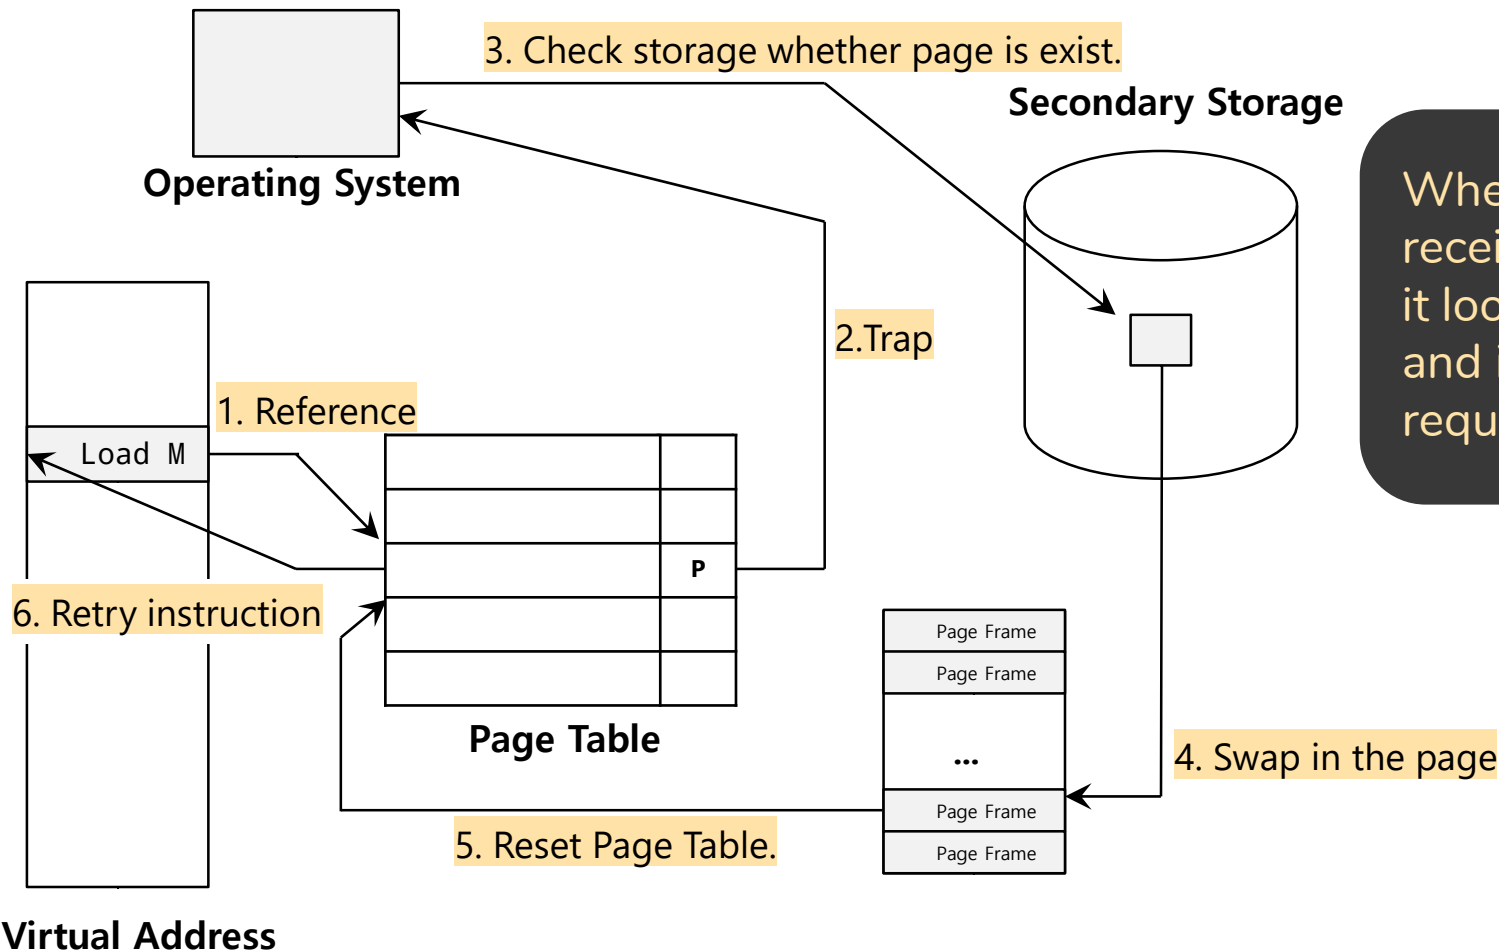 3. Check storage whether page is exist.
Secondary Storage
Operating System
2.Trap
1. Reference
Load M
P
6. Retry instruction
Page Frame
Page Frame
...
Page Frame
Page Frame
Page Table
4. Swap in the page
5. Reset Page Table.
Virtual Address
it
and